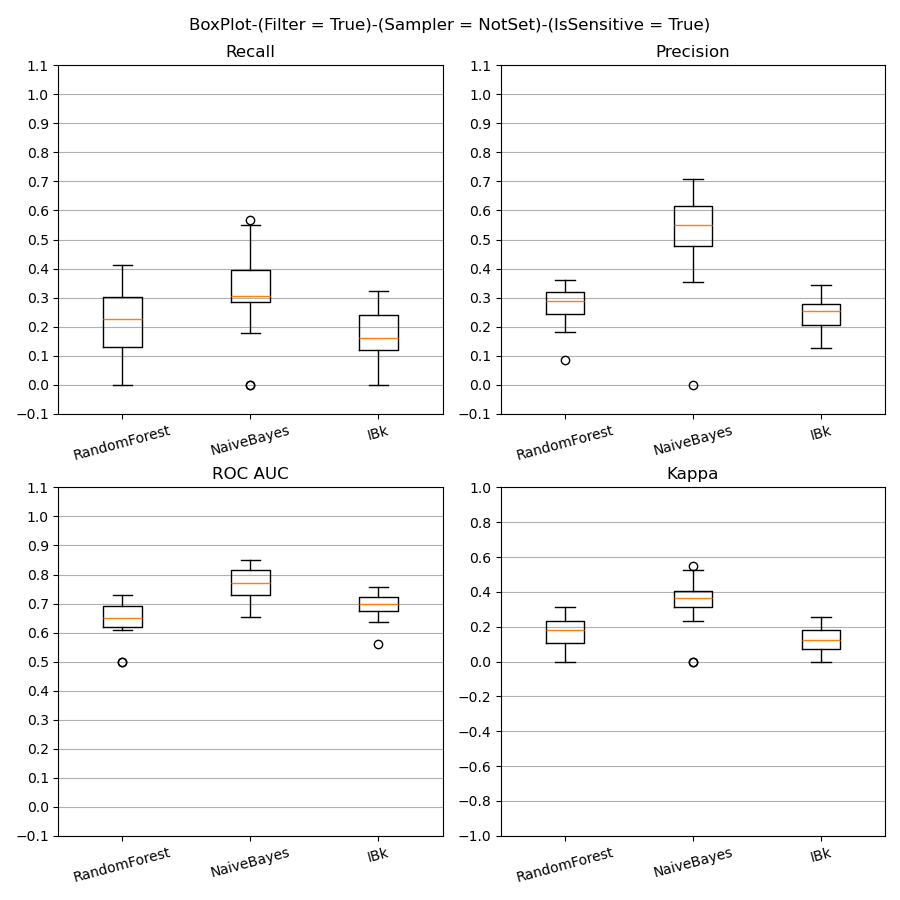 BoxPlot-(Filter = True)-(Sampler = NotSet)-(IsSensitive = True)
Recall
1.1
1.0
0.9
0.8
0.7
0.6
0.5
0.4
0.3
0.2
0.1
0.0
−0.1
RandomForest
NaiveBayes
IBk
Precision
1.1
1.0
0.9
0.8
0.7
0.6
0.5
0.4
0.3
0.2
0.1
0.0
−0.1
RandomForest
NaiveBayes
IBk
ROC AUC
1.1
1.0
0.9
0.8
0.7
0.6
0.5
0.4
0.3
0.2
0.1
0.0
−0.1
RandomForest
NaiveBayes
IBk
Kappa
1.0
0.8
0.6
0.4
0.2
0.0
−0.2
−0.4
−0.6
−0.8
−1.0
RandomForest
NaiveBayes
IBk